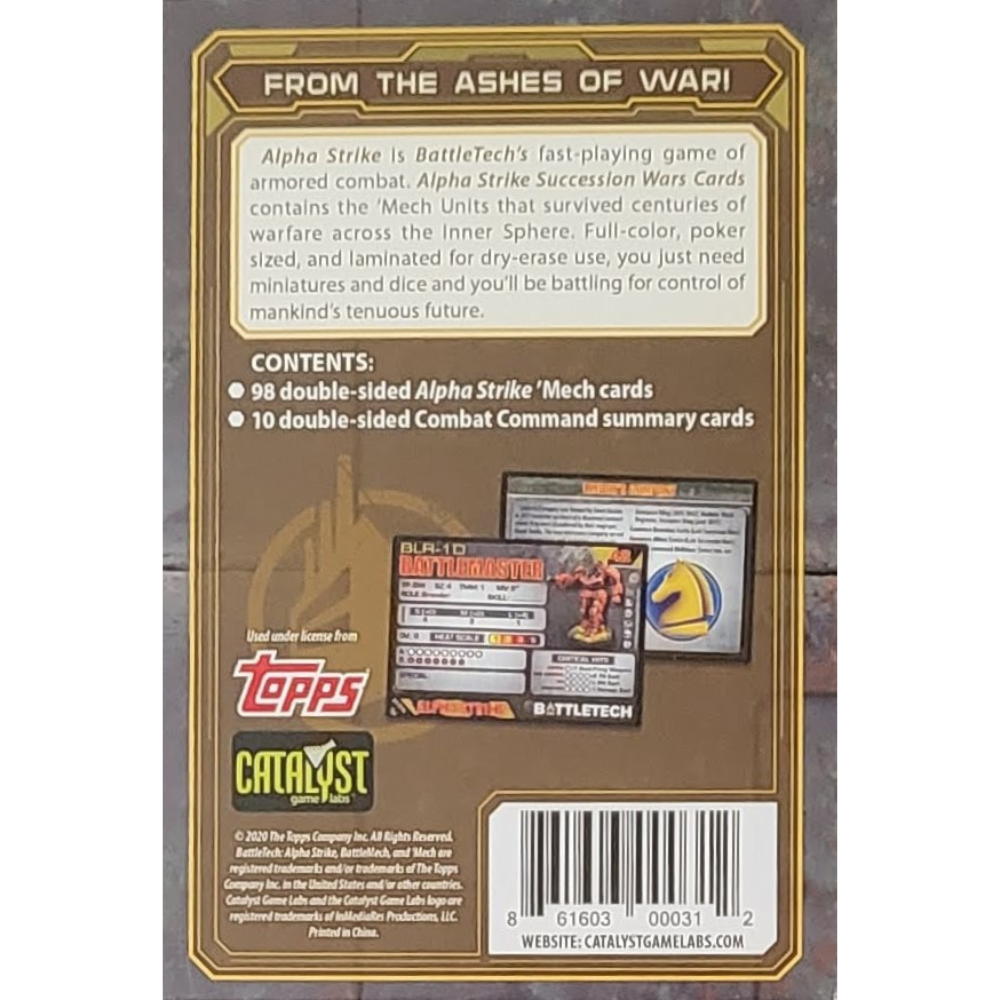 FROM THE ASHES OF WAR!
Alpha Strike is BattleTech's fast-playing game of
armored combat. Alpha Strike Succession Wars Cards
contains the 'Mech Units that survived centuries of
warfare across the Inner Sphere. Full-color, poker
sized, and laminated for dry-erase use, you just need
miniatures and dice and you'll be battling for control of
mankind's tenuous future.
CONTENTS:
98 double-sided Alpha Strike 'Mech cards
10 double-sided Combat Command summary cards
BLR-1D
BATTLEMASTER
HEAT SCALE
SPECIAL:
CRITICAL HITS
ALPHA STRIKE
BATTLETECH
Used under license from
Topps
CATALYST
game labs
© 2020 The Topps Company Inc. All Rights Reserved.
BattleTech: Alpha Strike, BattleMech, and 'Mech are
registered trademarks and/or trademarks of The Topps
Company Inc. in the United States and/or other countries.
Catalyst Game Labs and the Catalyst Game Labs logo are
registered trademarks of InMediaRes Productions, LLC.
Printed in China.
8 61603 00031 2
WEBSITE: CATALYSTGAMELABS.COM